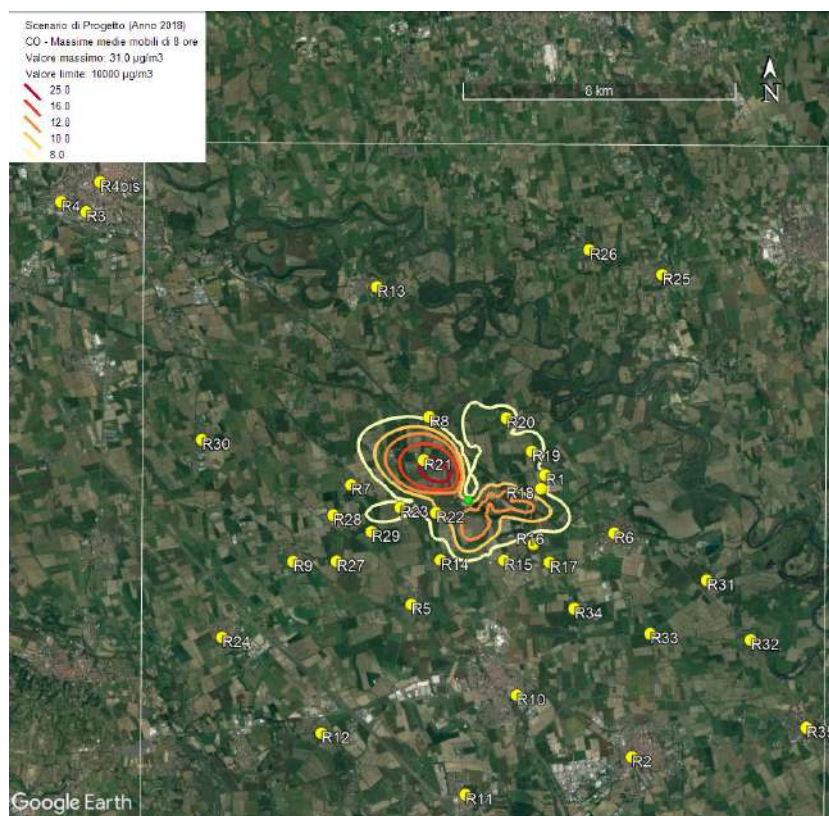 Scenario di Progetto (Anno 2018)
CO - Massime medie mobili di 8 ore
Valore massimo: 31.0 µg/m3
Valore limite: 10000 µg/m3
25.0
16.0
12.0
10.0
8.0
8 km
N
R4bis
R4
R3
R26
R25
R13
R8
R20
R30
R19
R21
R1
R7
R18
R23
R22
R28
R29
R16
R6
R9
R27
R14
R15
R17
R31
R5
R34
R24
R33
R32
R10
R12
R35
R2
R11
Google Earth